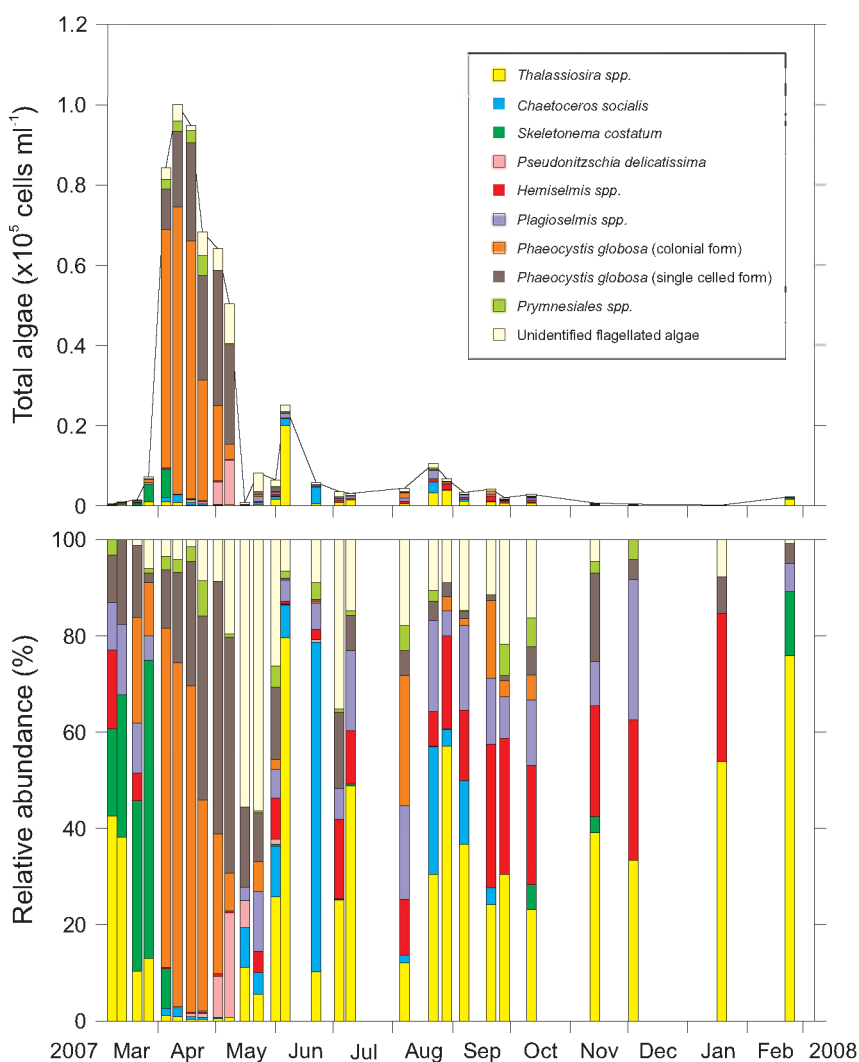 Total algae (x10⁵ cells ml⁻¹)
1.2
1.0
0.8
0.6
0.4
0.2
0
Thalassiosira spp.
Chaetoceros socialis
Skeletonema costatum
Pseudonitzschia delicatissima
Hemiselmis spp.
Plagioselmis spp.
Phaeocystis globosa (colonial form)
Phaeocystis globosa (single celled form)
Prymnesiales spp.
Unidentified flagellated algae
Relative abundance (%)
100
80
60
40
20
0
2007 Mar Apr May Jun Jul Aug Sep Oct Nov Dec Jan Feb 2008